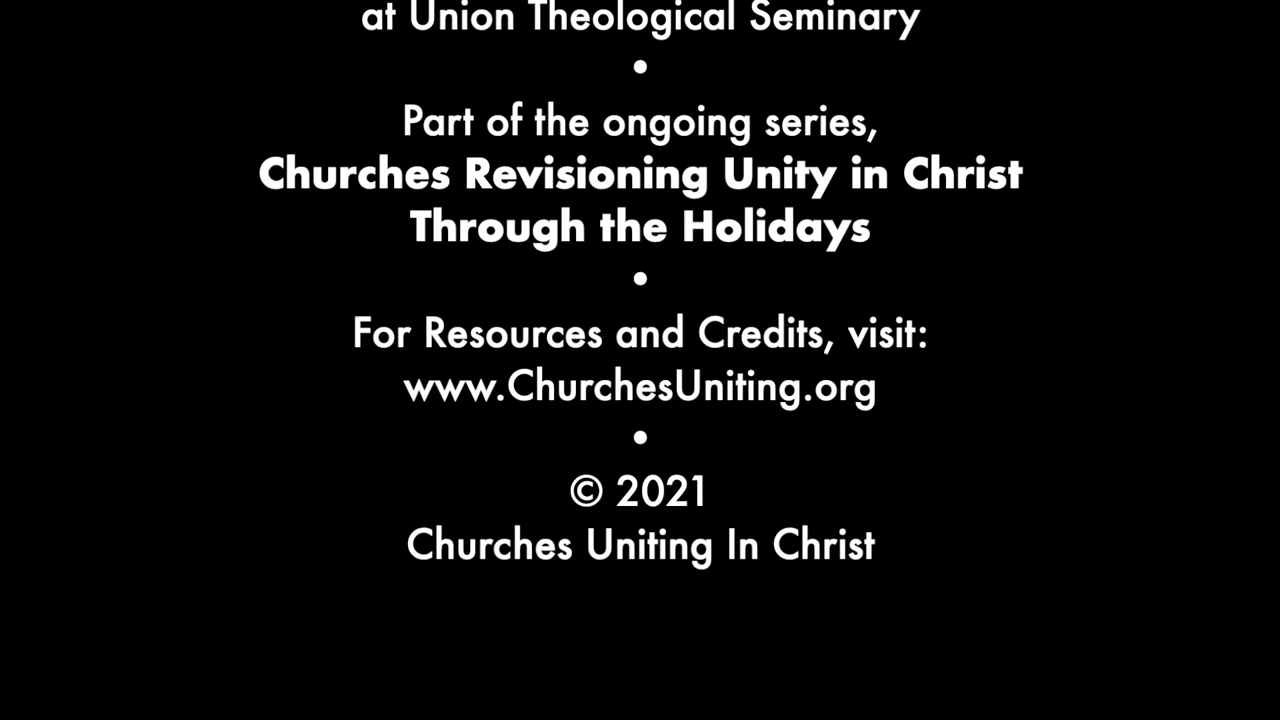 at Union Theological Seminary
•
Part of the ongoing series,
Churches Revisioning Unity in Christ
Through the Holidays
•
For Resources and Credits, visit:
www.ChurchesUniting.org
•
© 2021
Churches Uniting In Christ